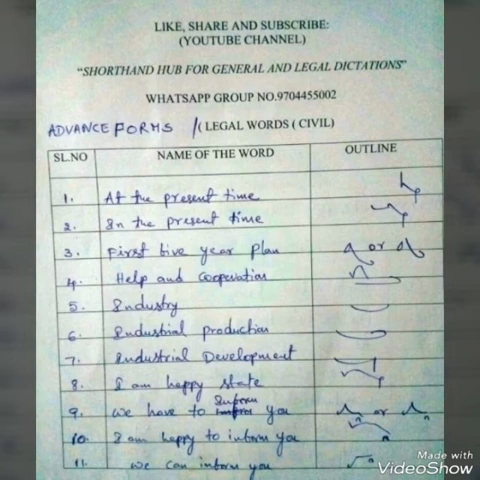 LIKE, SHARE AND SUBSCRIBE:
(YOUTUBE CHANNEL)
“SHORTHAND HUB FOR GENERAL AND LEGAL DICTATIONS”
WHATSAPP GROUP NO.9704455002
ADVANCE FORMS /( LEGAL WORDS ( CIVIL)
SL.NO NAME OF THE WORD OUTLINE
1. At the present time
2. In the present time
3. First five year plan or
4. Help and cooperation
5. Industry
6. Industrial production
7. Industrial Development
8. I am happy state
9. We have to inform you or
10. I am happy to inform you
11. We can inform you
Made with
VideoShow